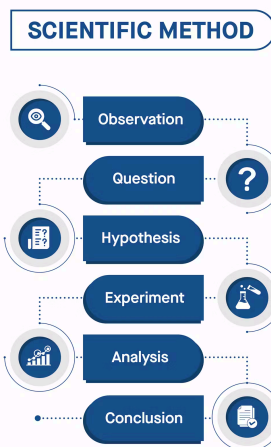 SCIENTIFIC METHOD
Observation
Question
?
Hypothesis
Experiment
Analysis
Conclusion